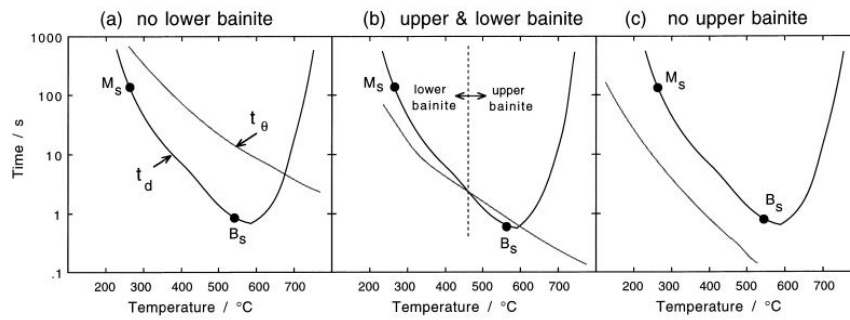 (a) no lower bainite
(b) upper & lower bainite
(c) no upper bainite
Time / s
1000
100
10
1
.1
Ms
tθ
td
Bs
200 300 400 500 600 700
Temperature / °C
Ms
lower bainite
upper bainite
Bs
200 300 400 500 600 700
Temperature / °C
Ms
Bs
200 300 400 500 600 700
Temperature / °C